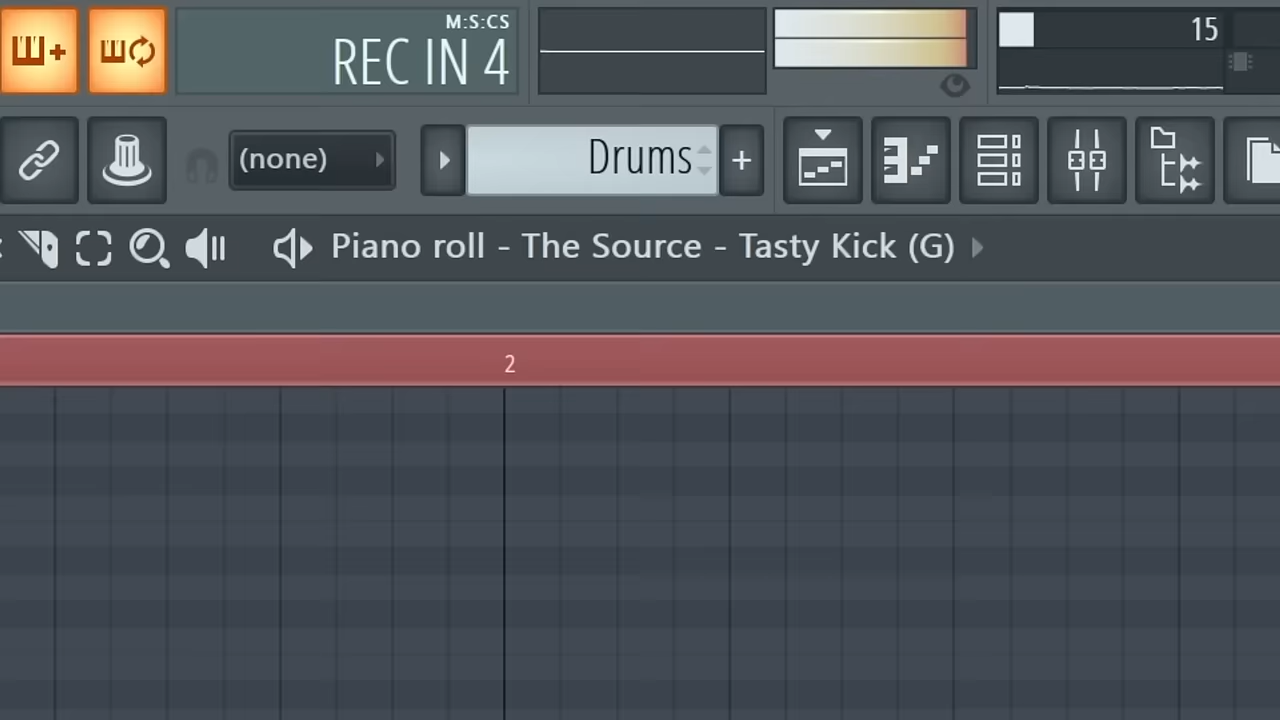 M:S:CS
REC IN 4
15
(none)
Drums
+
Piano roll - The Source - Tasty Kick (G)
2